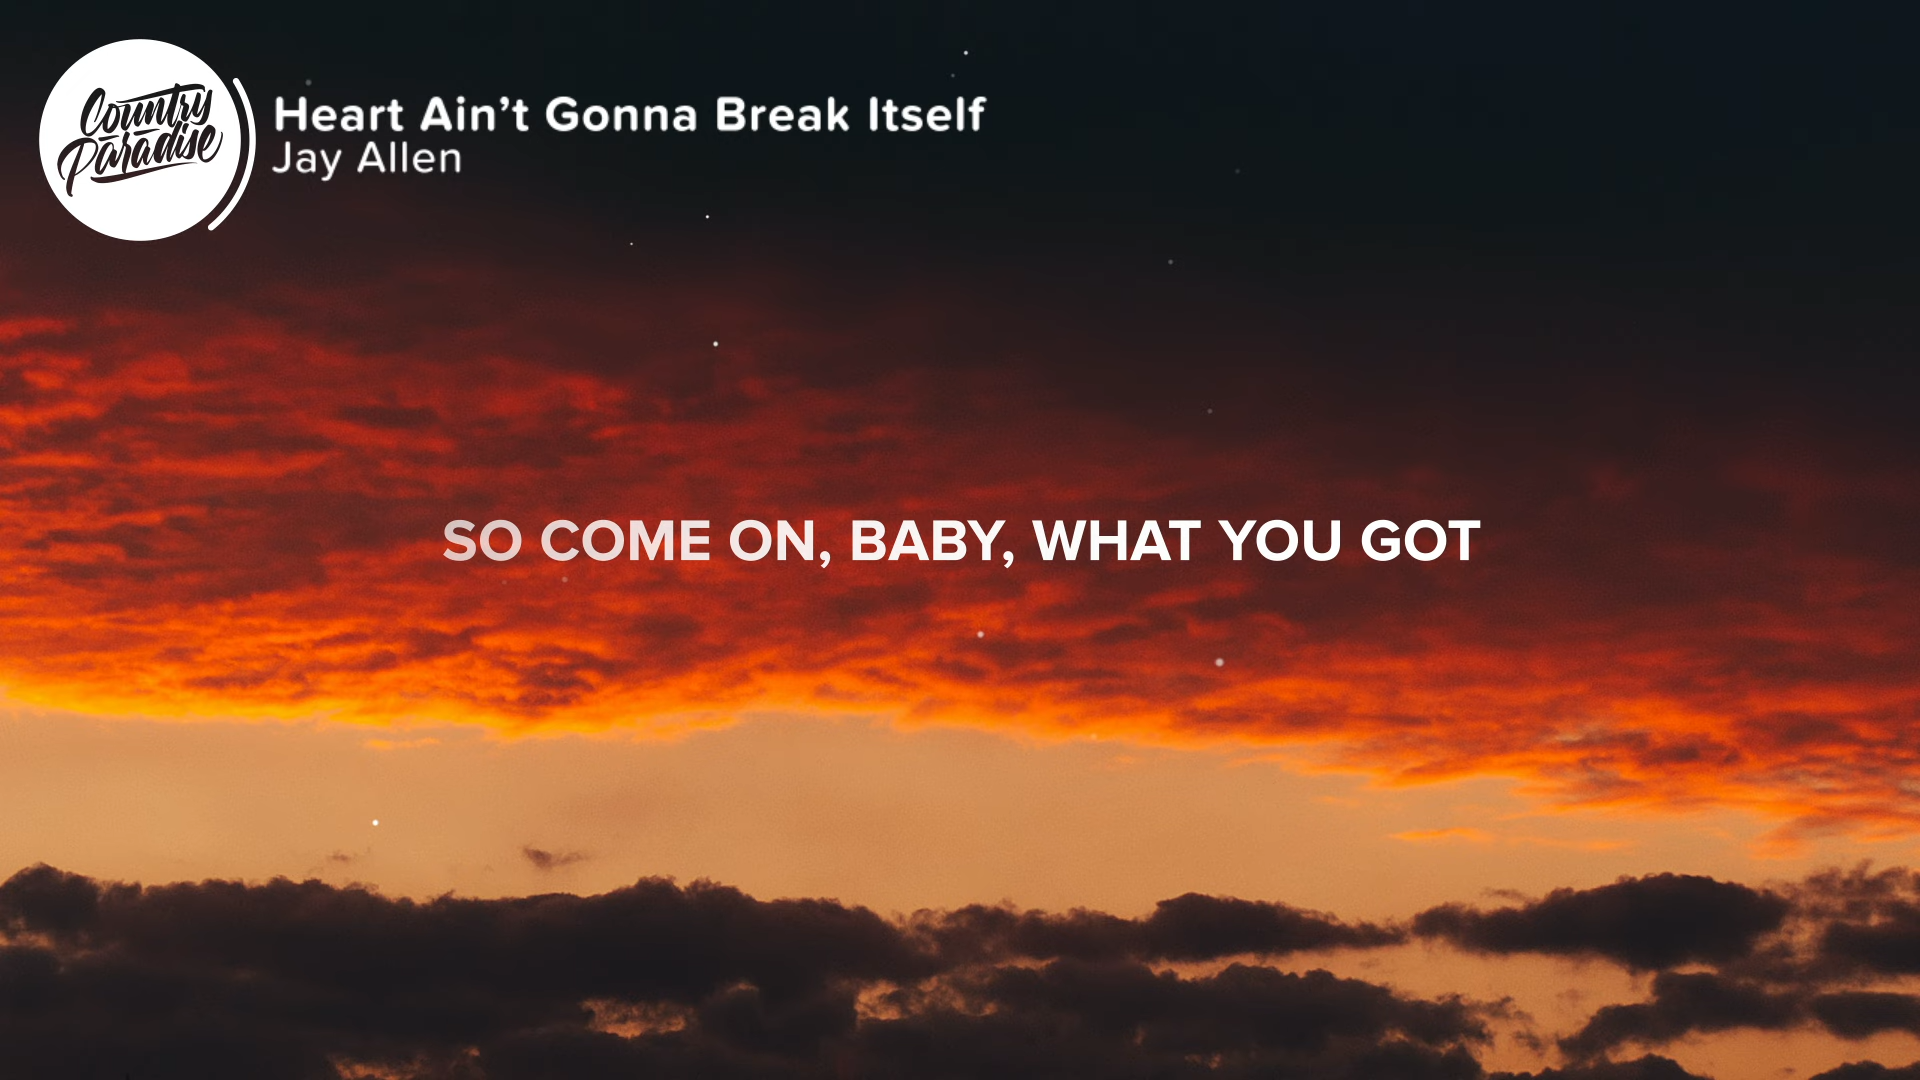 Country
Paradise
Heart Ain’t Gonna Break Itself
Jay Allen
SO COME ON, BABY, WHAT YOU GOT